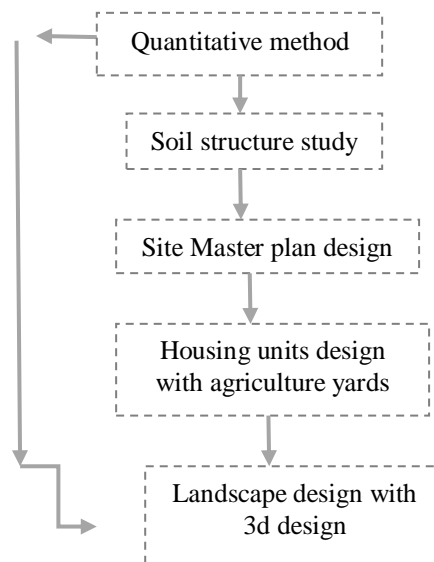 Quantitative method
Soil structure study
Site Master plan design
Housing units design
with agriculture yards
Landscape design with
3d design